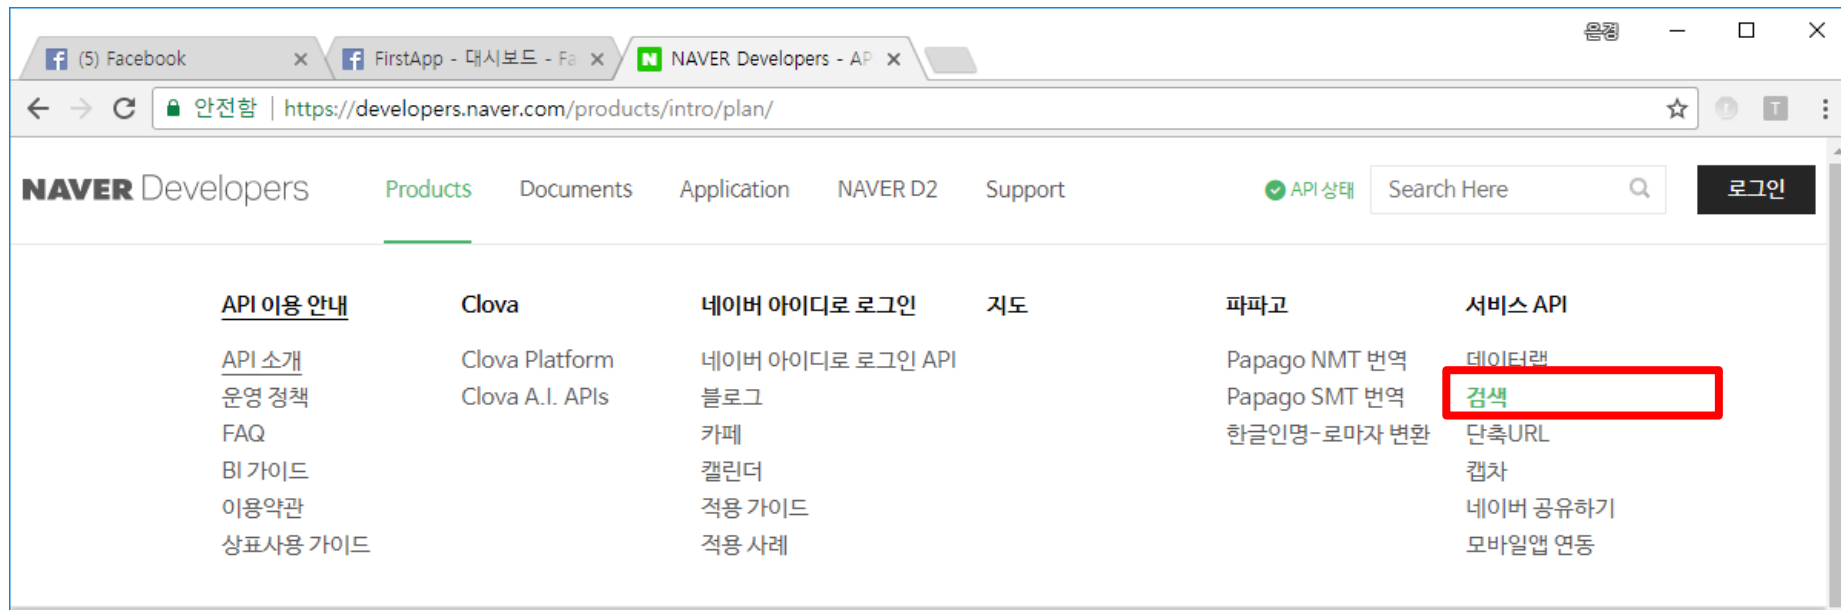 은경
(5) Facebook
FirstApp - 대시보드 - Fa
NAVER Developers - AP
안전함 | https://developers.naver.com/products/intro/plan/
T
NAVER Developers Products Documents Application NAVER D2 Support API 상태 Search Here 로그인
API 이용 안내
API 소개
운영 정책
FAQ
BI 가이드
이용약관
상표사용 가이드
Clova
Clova Platform
Clova A.I. APIs
네이버 아이디로 로그인
네이버 아이디로 로그인 API
블로그
카페
캘린더
적용 가이드
적용 사례
지도
파파고
Papago NMT 번역
Papago SMT 번역
한글인명-로마자 변환
서비스 API
데이터랩
검색
단축URL
캡차
네이버 공유하기
모바일앱 연동